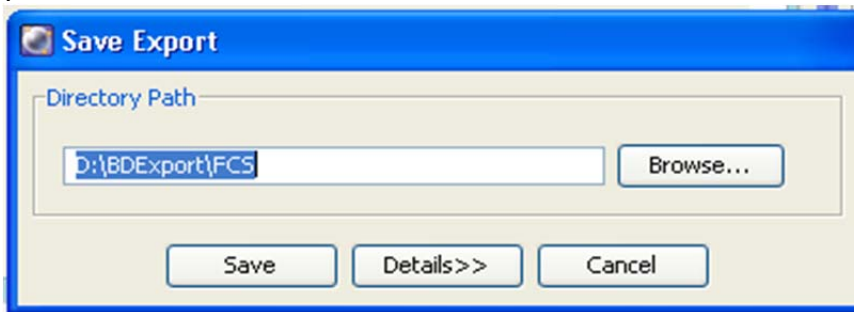 Save Export
Directory Path
D:\BDExport\FCS
Browse...
Save
Details>>
Cancel